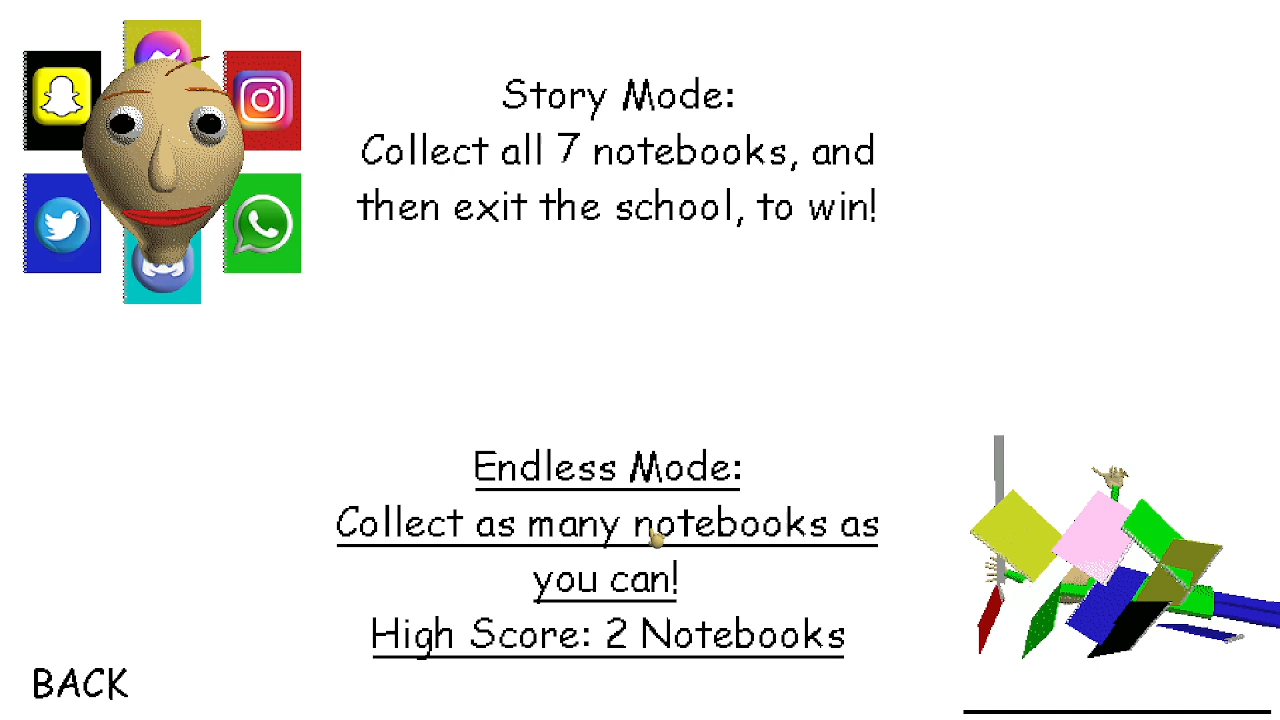 Story Mode:
Collect all 7 notebooks, and
then exit the school, to win!
Endless Mode:
Collect as many notebooks as
you can!
High Score: 2 Notebooks
BACK